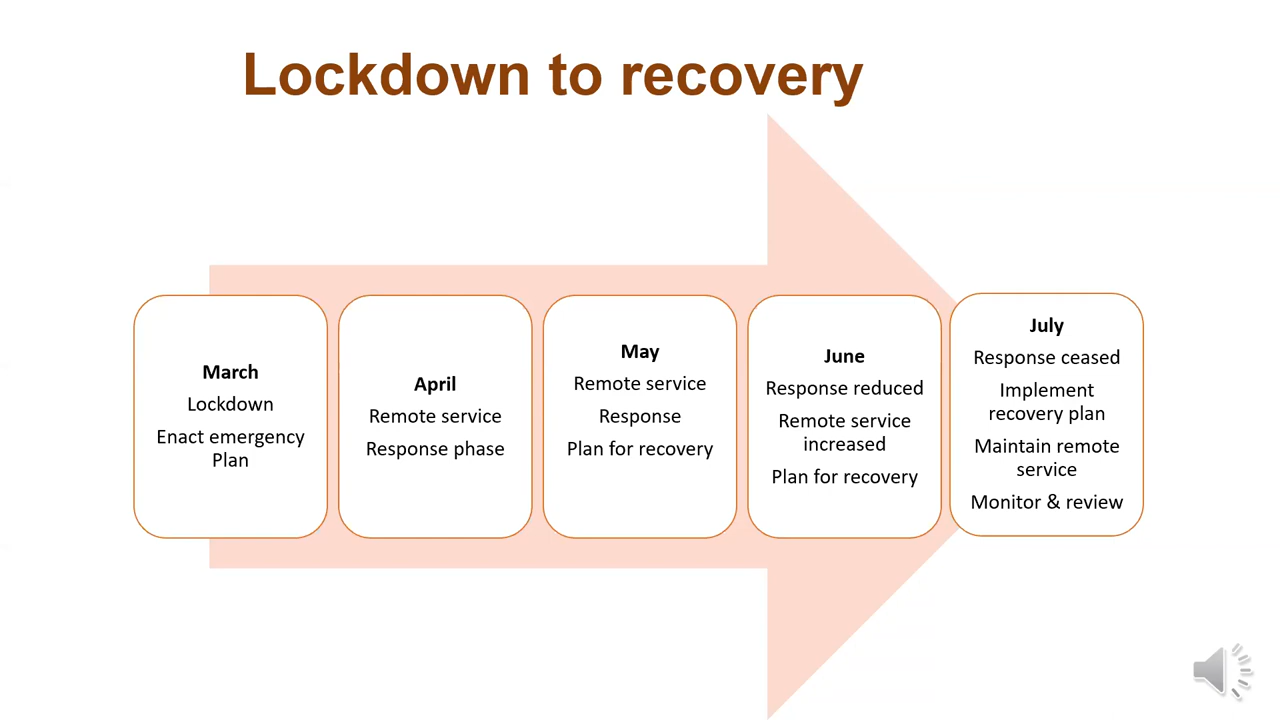 Lockdown to recovery
March
Lockdown
Enact emergency
Plan
April
Remote service
Response phase
May
Remote service
Response
Plan for recovery
June
Response reduced
Remote service
increased
Plan for recovery
July
Response ceased
Implement
recovery plan
Maintain remote
service
Monitor & review